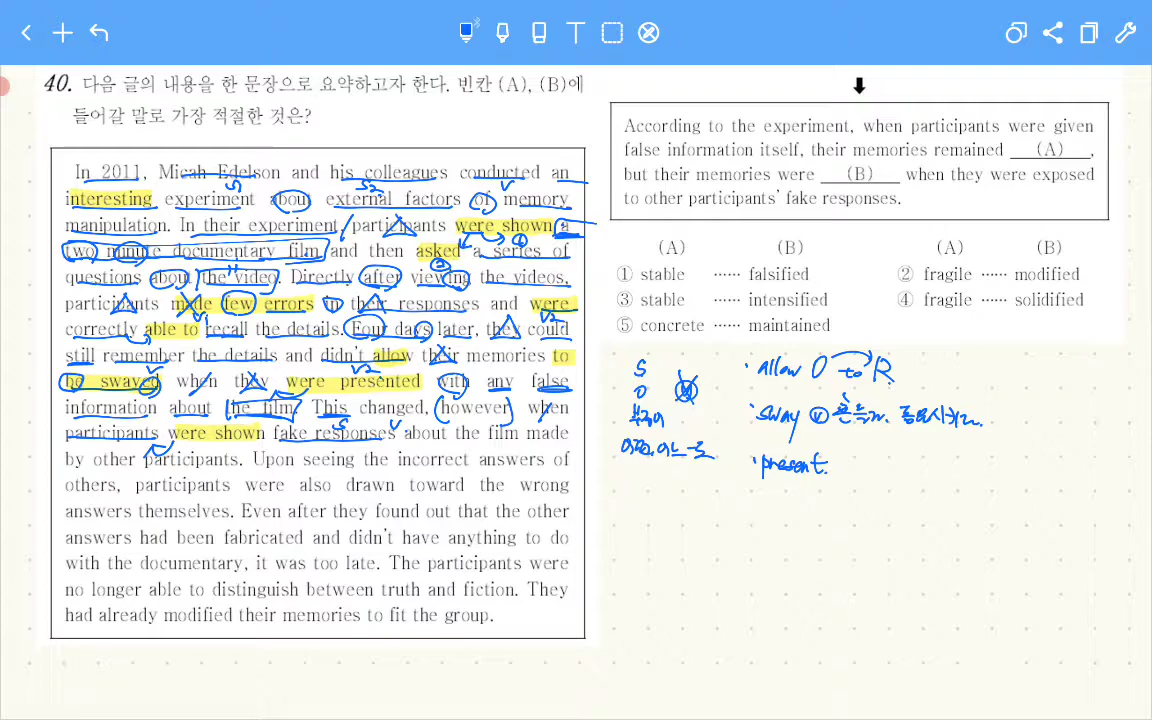 40. 다음 글의 내용을 한 문장으로 요약하고자 한다. 빈칸 (A), (B)에
들어갈 말로 가장 적절한 것은?
In 2011, Micah Edelson and his colleagues conducted an
interesting experiment about external factors of memory
manipulation. In their experiment, participants were shown a
two minute documentary film and then asked a series of
questions about the video. Directly after viewing the videos,
participants made few errors in their responses and were
correctly able to recall the details. Four days later, they could
still remember the details and didn't allow their memories to
be swayed when they were presented with any false
information about the film. This changed, however, when
participants were shown fake responses about the film made
by other participants. Upon seeing the incorrect answers of
others, participants were also drawn toward the wrong
answers themselves. Even after they found out that the other
answers had been fabricated and didn't have anything to do
with the documentary, it was too late. The participants were
no longer able to distinguish between truth and fiction. They
had already modified their memories to fit the group.
According to the experiment, when participants were given
false information itself, their memories remained (A),
but their memories were (B) when they were exposed
to other participants' fake responses.
(A) (B) (A) (B)
① stable ⋯⋯ falsified ② fragile ⋯⋯ modified
③ stable ⋯⋯ intensified ④ fragile ⋯⋯ solidified
⑤ concrete ⋯⋯ maintained
S
O
· allow O to R
· sway ⓥ 흔들다. 동요시키다.
· present.